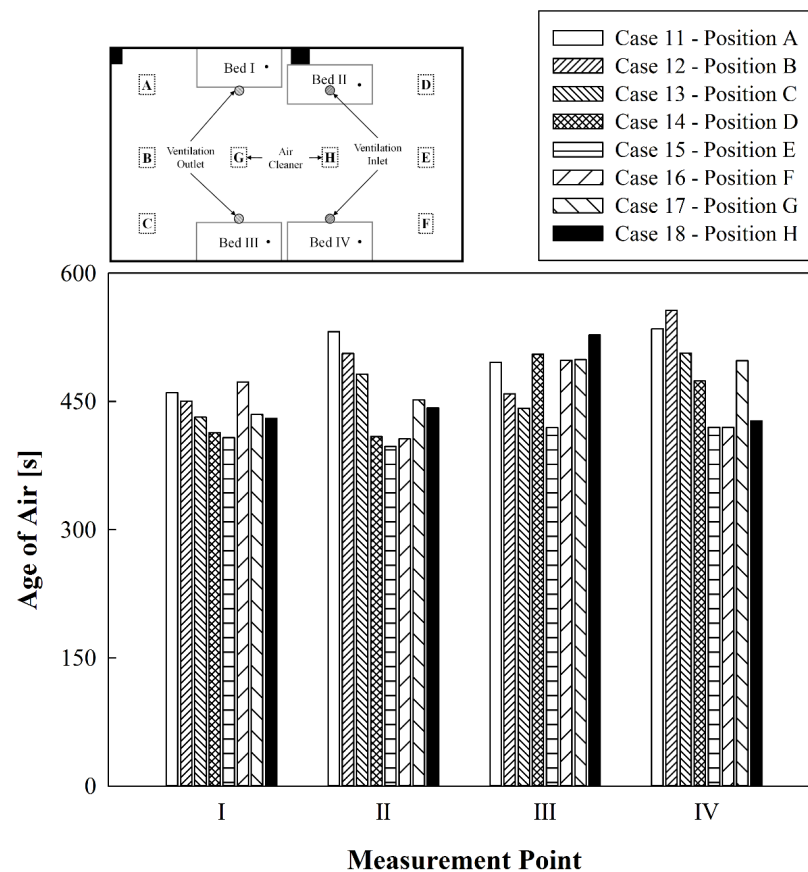 Case 11 - Position A
Case 12 - Position B
Case 13 - Position C
Case 14 - Position D
Case 15 - Position E
Case 16 - Position F
Case 17 - Position G
Case 18 - Position H
Bed I
Bed II
A
D
B
Ventilation
Outlet
G
Air
Cleaner
H
Ventilation
Inlet
E
C
F
Bed III
Bed IV
600
450
300
150
0
Age of Air [s]
I
II
III
IV
Measurement Point